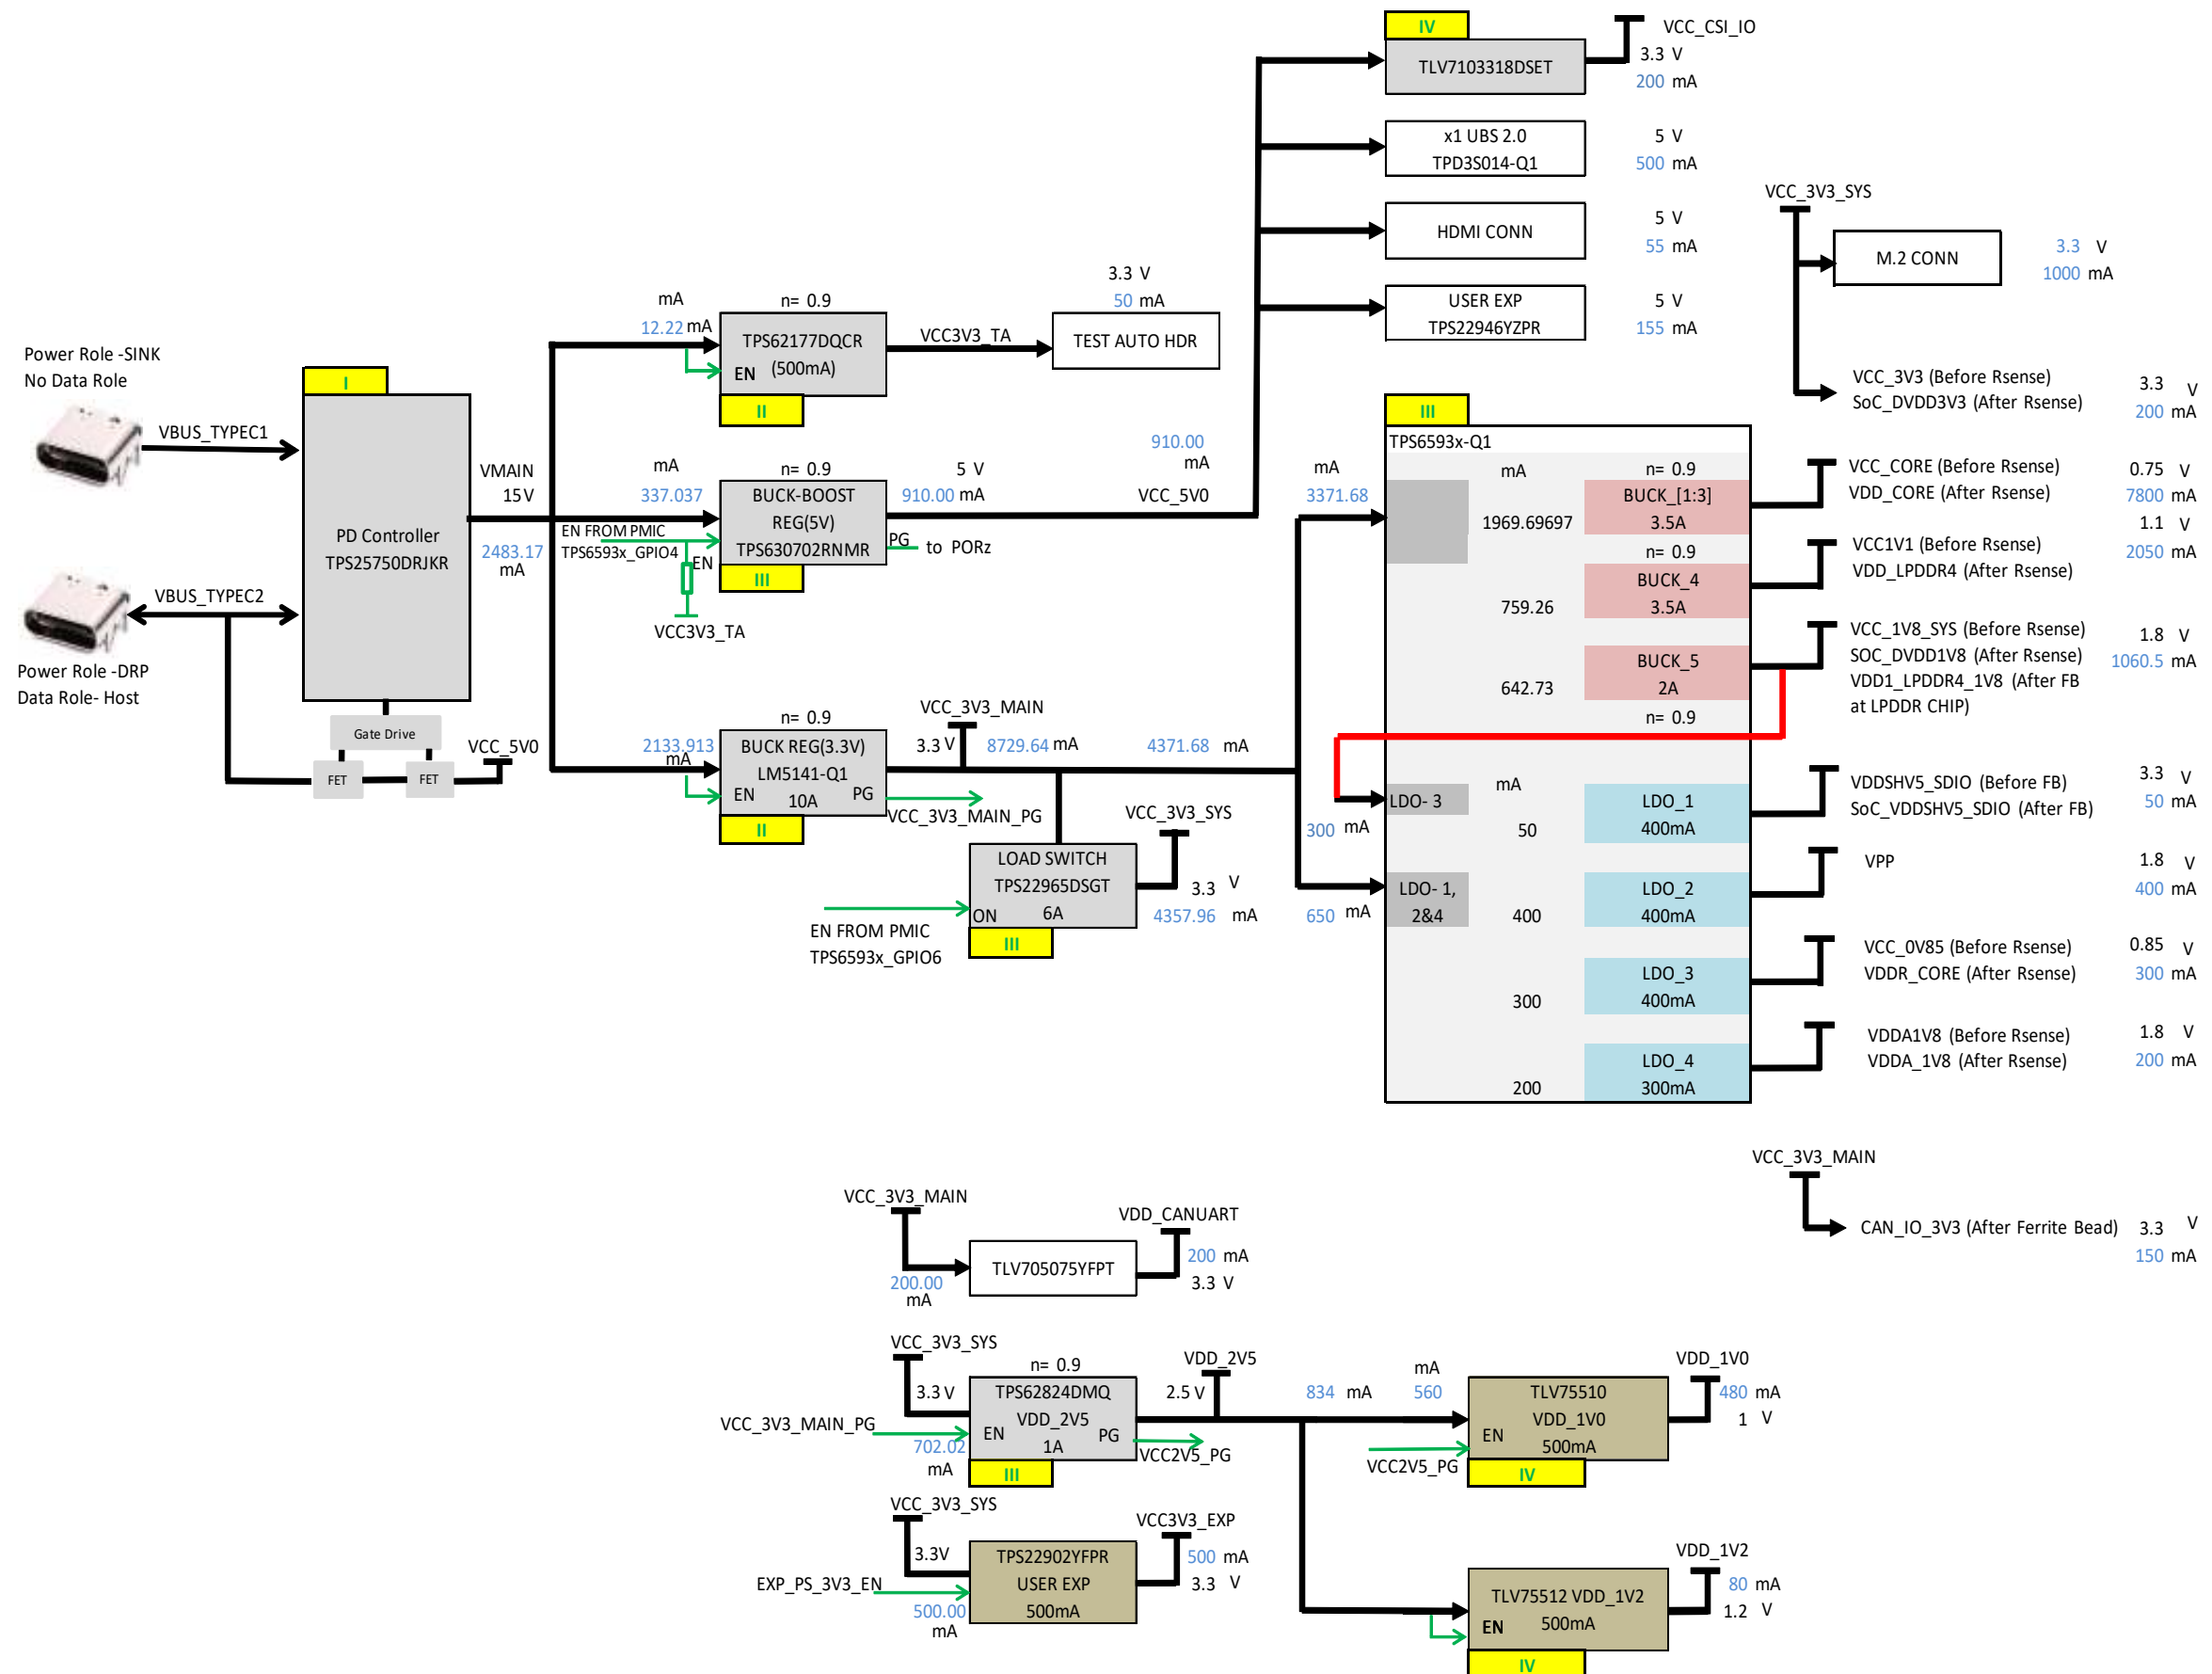 IV
VCC_CSI_IO
TLV7103318DSET
3.3 V
200 mA
x1 UBS 2.0
TPD3S014-Q1
5 V
500 mA
HDMI CONN
5 V
55 mA
USER EXP
TPS22946YZPR
5 V
155 mA
VCC_3V3_SYS
M.2 CONN
3.3 V
1000 mA
VCC_3V3 (Before Rsense)
SoC_DVDD3V3 (After Rsense)
3.3 V
200 mA
Power Role -SINK
No Data Role
VBUS_TYPEC1
VBUS_TYPEC2
Power Role -DRP
Data Role- Host
I
PD Controller
TPS25750DRJKR
Gate Drive
FET
FET
VCC_5V0
VMAIN
15 V
2483.17
mA
mA
12.22 mA
n= 0.9
TPS62177DQCR
(500mA)
EN
II
VCC3V3_TA
3.3 V
50 mA
TEST AUTO HDR
mA
337.037
EN FROM PMIC
TPS6593x_GPIO4
EN
VCC3V3_TA
n= 0.9
BUCK-BOOST
REG(5V)
TPS630702RNMR
III
5 V
910.00 mA
PG
to PORz
910.00
mA
VCC_5V0
2133.913
mA
n= 0.9
BUCK REG(3.3V)
LM5141-Q1
EN
10A
PG
II
VCC_3V3_MAIN
3.3 V
8729.64 mA
4371.68 mA
VCC_3V3_MAIN_PG
VCC_3V3_SYS
LOAD SWITCH
TPS22965DSGT
ON
6A
III
3.3 V
4357.96 mA
EN FROM PMIC
TPS6593x_GPIO6
III
TPS6593x-Q1
mA
3371.68
mA
n= 0.9
1969.69697
BUCK_[1:3]
3.5A
VCC_CORE (Before Rsense)
VDD_CORE (After Rsense)
0.75 V
7800 mA
n= 0.9
759.26
BUCK_4
3.5A
VCC1V1 (Before Rsense)
VDD_LPDDR4 (After Rsense)
1.1 V
2050 mA
642.73
BUCK_5
2A
n= 0.9
VCC_1V8_SYS (Before Rsense)
SOC_DVDD1V8 (After Rsense)
VDD1_LPDDR4_1V8 (After FB
at LPDDR CHIP)
1.8 V
1060.5 mA
LDO- 3
300 mA
mA
50
LDO_1
400mA
VDDSHV5_SDIO (Before FB)
SoC_VDDSHV5_SDIO (After FB)
3.3 V
50 mA
LDO- 1,
2&4
650 mA
400
LDO_2
400mA
VPP
1.8 V
400 mA
300
LDO_3
400mA
VCC_0V85 (Before Rsense)
VDDR_CORE (After Rsense)
0.85 V
300 mA
200
LDO_4
300mA
VDDA1V8 (Before Rsense)
VDDA_1V8 (After Rsense)
1.8 V
200 mA
VCC_3V3_MAIN
CAN_IO_3V3 (After Ferrite Bead)
3.3 V
150 mA
VCC_3V3_MAIN
200.00
mA
TLV705075YFPT
VDD_CANUART
200 mA
3.3 V
VCC_3V3_SYS
3.3 V
VCC_3V3_MAIN_PG
702.02
mA
n= 0.9
TPS62824DMQ
VDD_2V5
EN
1A
PG
III
VDD_2V5
2.5 V
VCC2V5_PG
834 mA
mA
560
VCC2V5_PG
TLV75510
VDD_1V0
EN
500mA
IV
VDD_1V0
480 mA
1 V
VCC_3V3_SYS
3.3V
EXP_PS_3V3_EN
500.00
mA
TPS22902YFPR
USER EXP
500mA
VCC3V3_EXP
500 mA
3.3 V
TLV75512 VDD_1V2
EN
500mA
IV
VDD_1V2
80 mA
1.2 V